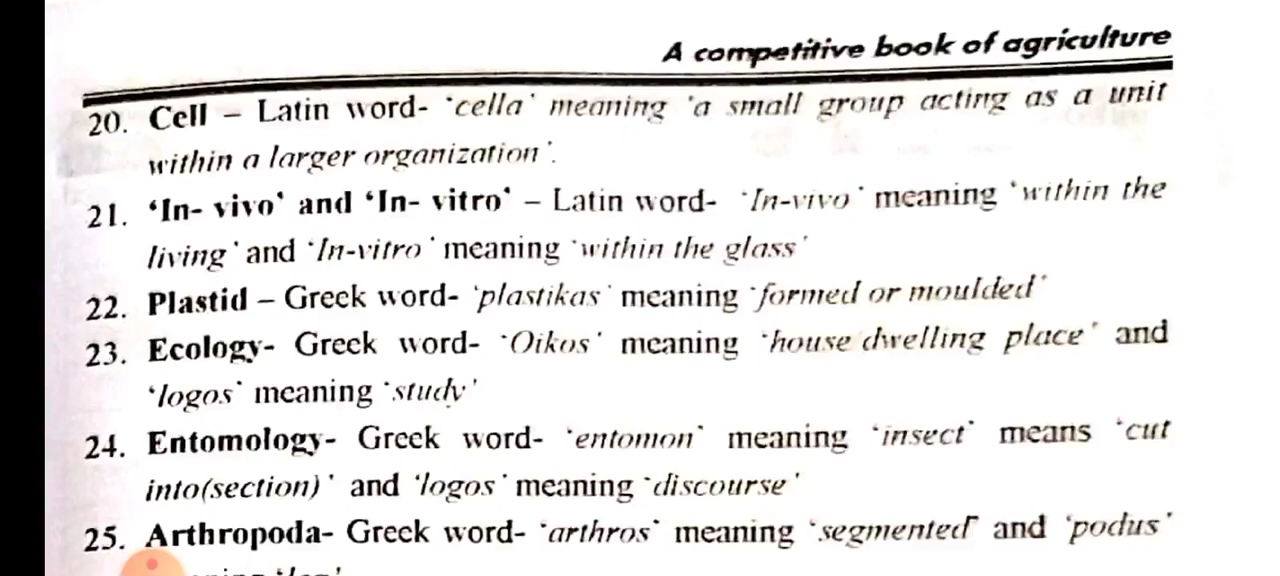 A competitive book of agriculture
20. Cell – Latin word- 'cella' meaning 'a small group acting as a unit
within a larger organization'.
21. 'In- vivo' and 'In- vitro' – Latin word- 'In-vivo' meaning 'within the
living' and 'In-vitro' meaning 'within the glass'
22. Plastid – Greek word- 'plastikas' meaning 'formed or moulded'
23. Ecology- Greek word- 'Oikos' meaning 'house dwelling place' and
'logos' meaning 'study'
24. Entomology- Greek word- 'entomon' meaning 'insect' means 'cut
into(section)' and 'logos' meaning 'discourse'
25. Arthropoda- Greek word- 'arthros' meaning 'segmented' and 'podus'